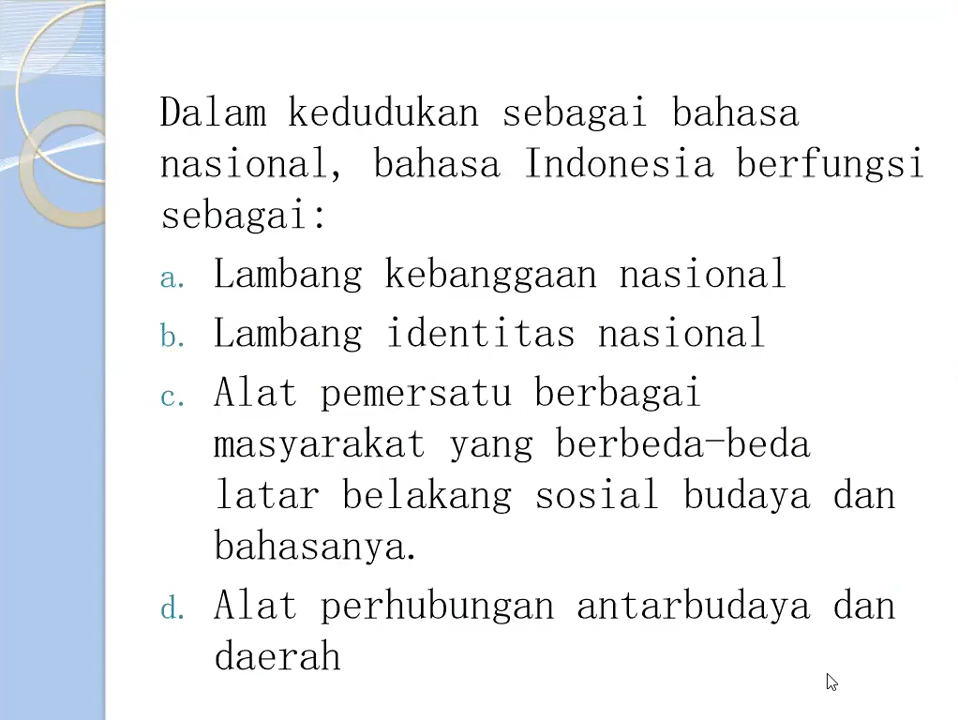 Dalam kedudukan sebagai bahasa
nasional, bahasa Indonesia berfungsi
sebagai:
a. Lambang kebanggaan nasional
b. Lambang identitas nasional
c. Alat pemersatu berbagai
masyarakat yang berbeda-beda
latar belakang sosial budaya dan
bahasanya.
d. Alat perhubungan antarbudaya dan
daerah